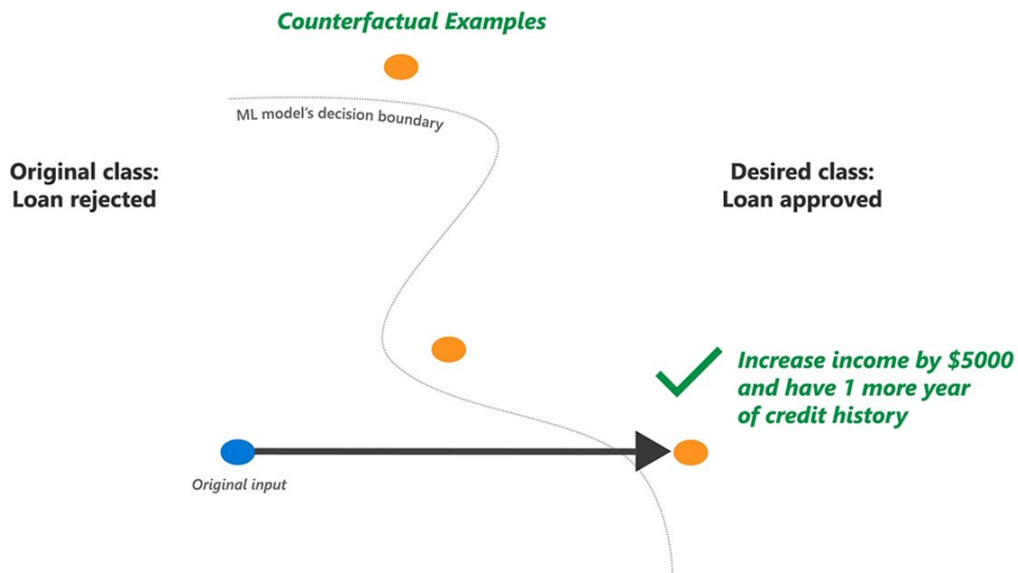 Counterfactual Examples
ML model's decision boundary
Original class:
Loan rejected
Desired class:
Loan approved
Increase income by $5000
and have 1 more year
of credit history
Original input